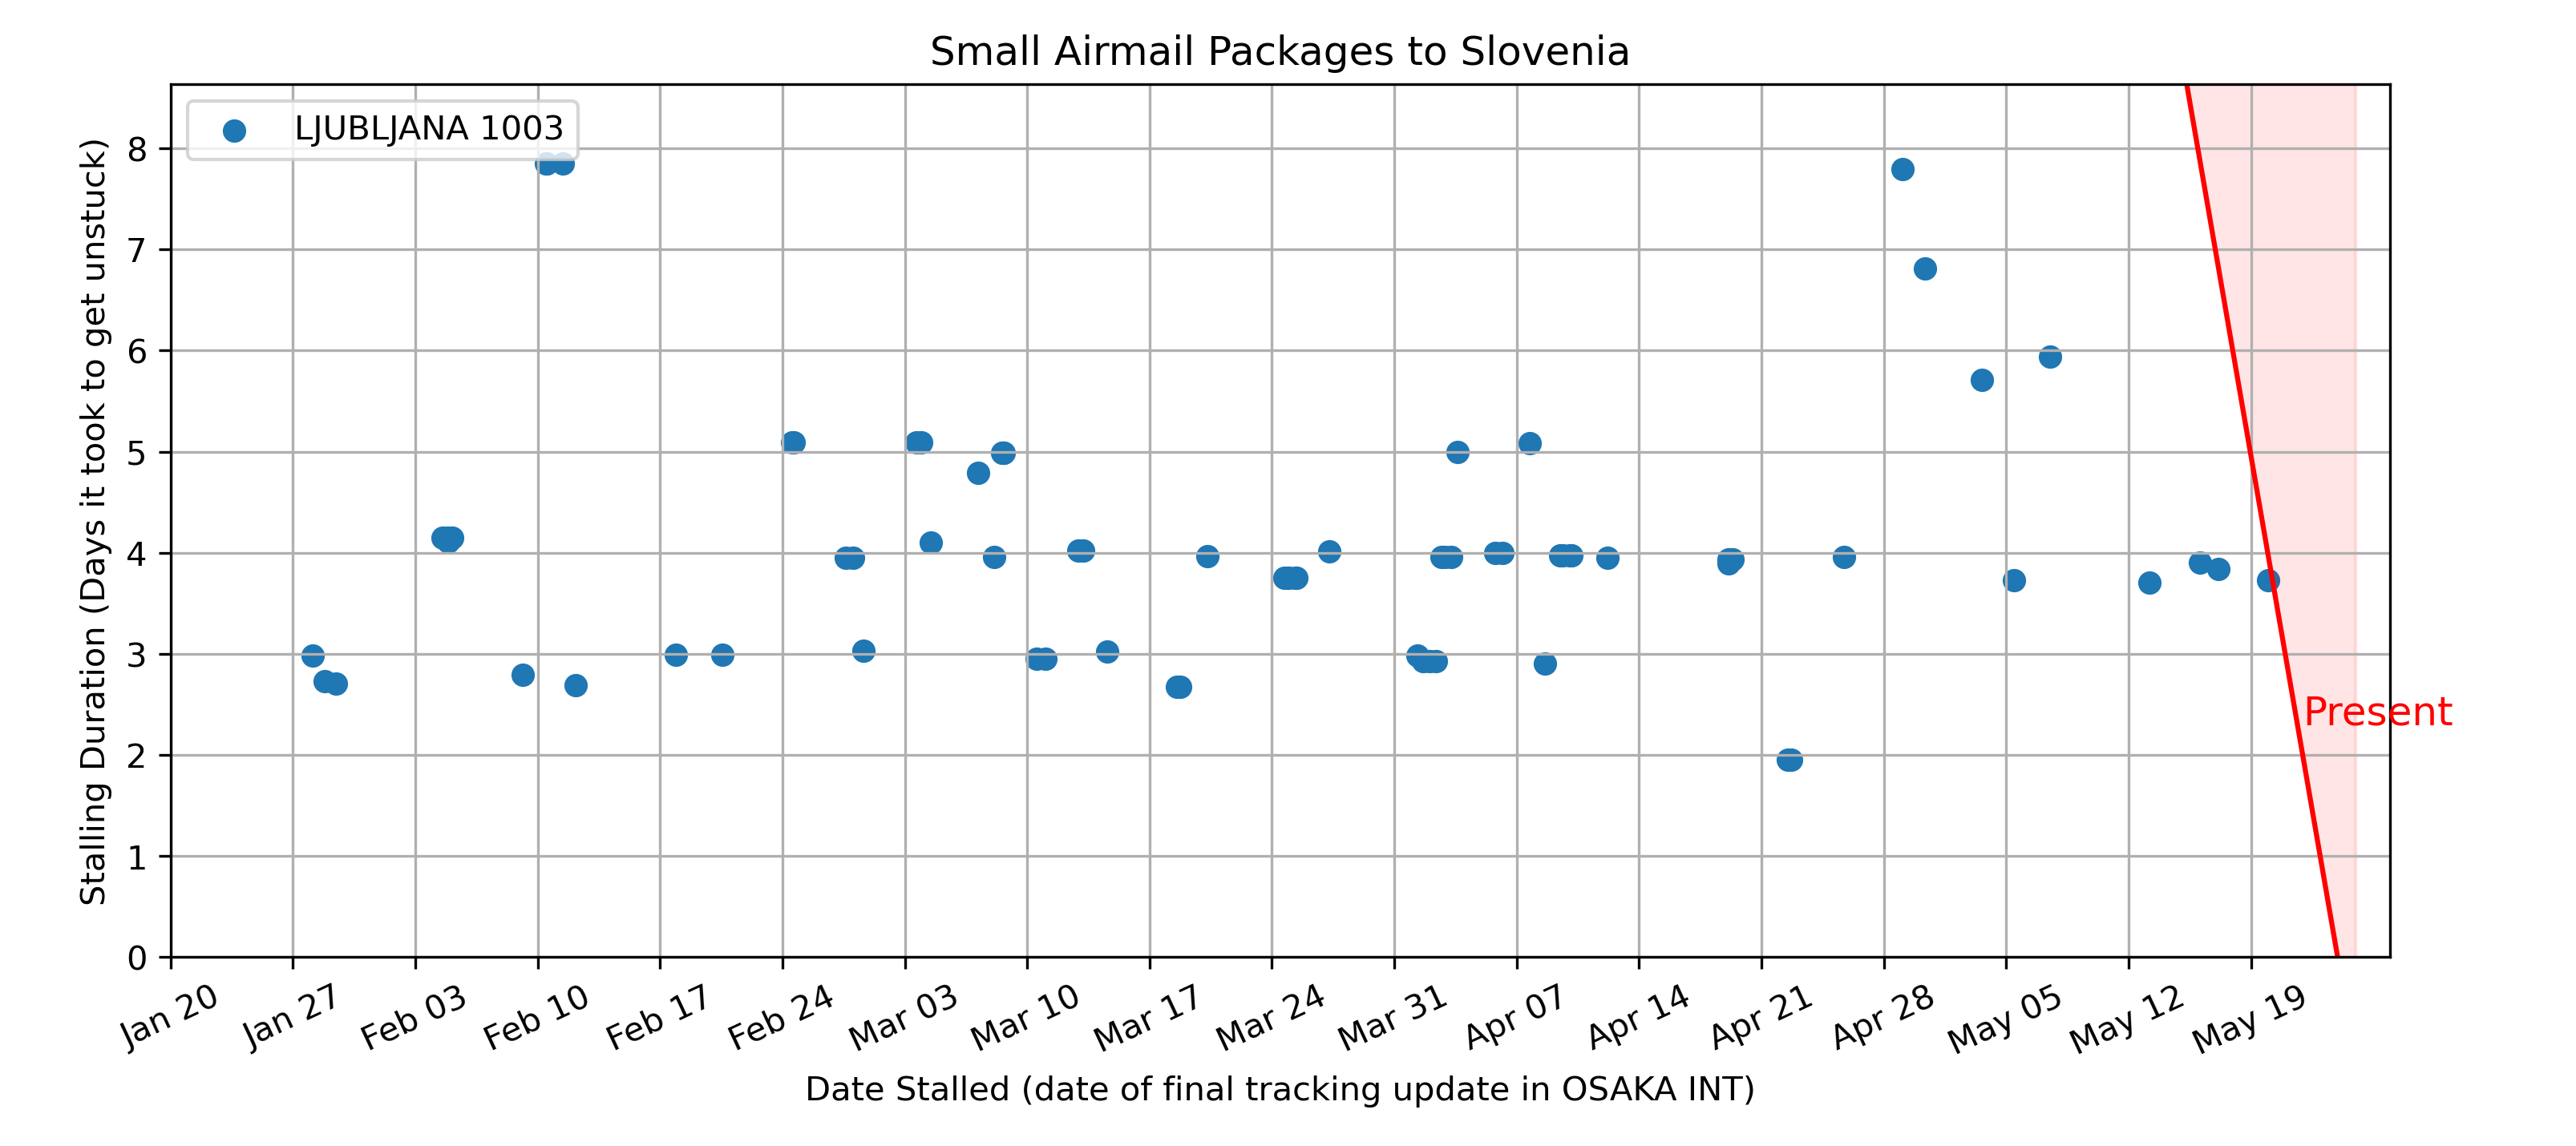 Small Airmail Packages to Slovenia
LJUBLJANA 1003
Stalling Duration (Days it took to get unstuck)
8
7
6
5
4
3
2
1
0
Present
Jan 20
Jan 27
Feb 03
Feb 10
Feb 17
Feb 24
Mar 03
Mar 10
Mar 17
Mar 24
Mar 31
Apr 07
Apr 14
Apr 21
Apr 28
May 05
May 12
May 19
Date Stalled (date of final tracking update in OSAKA INT)